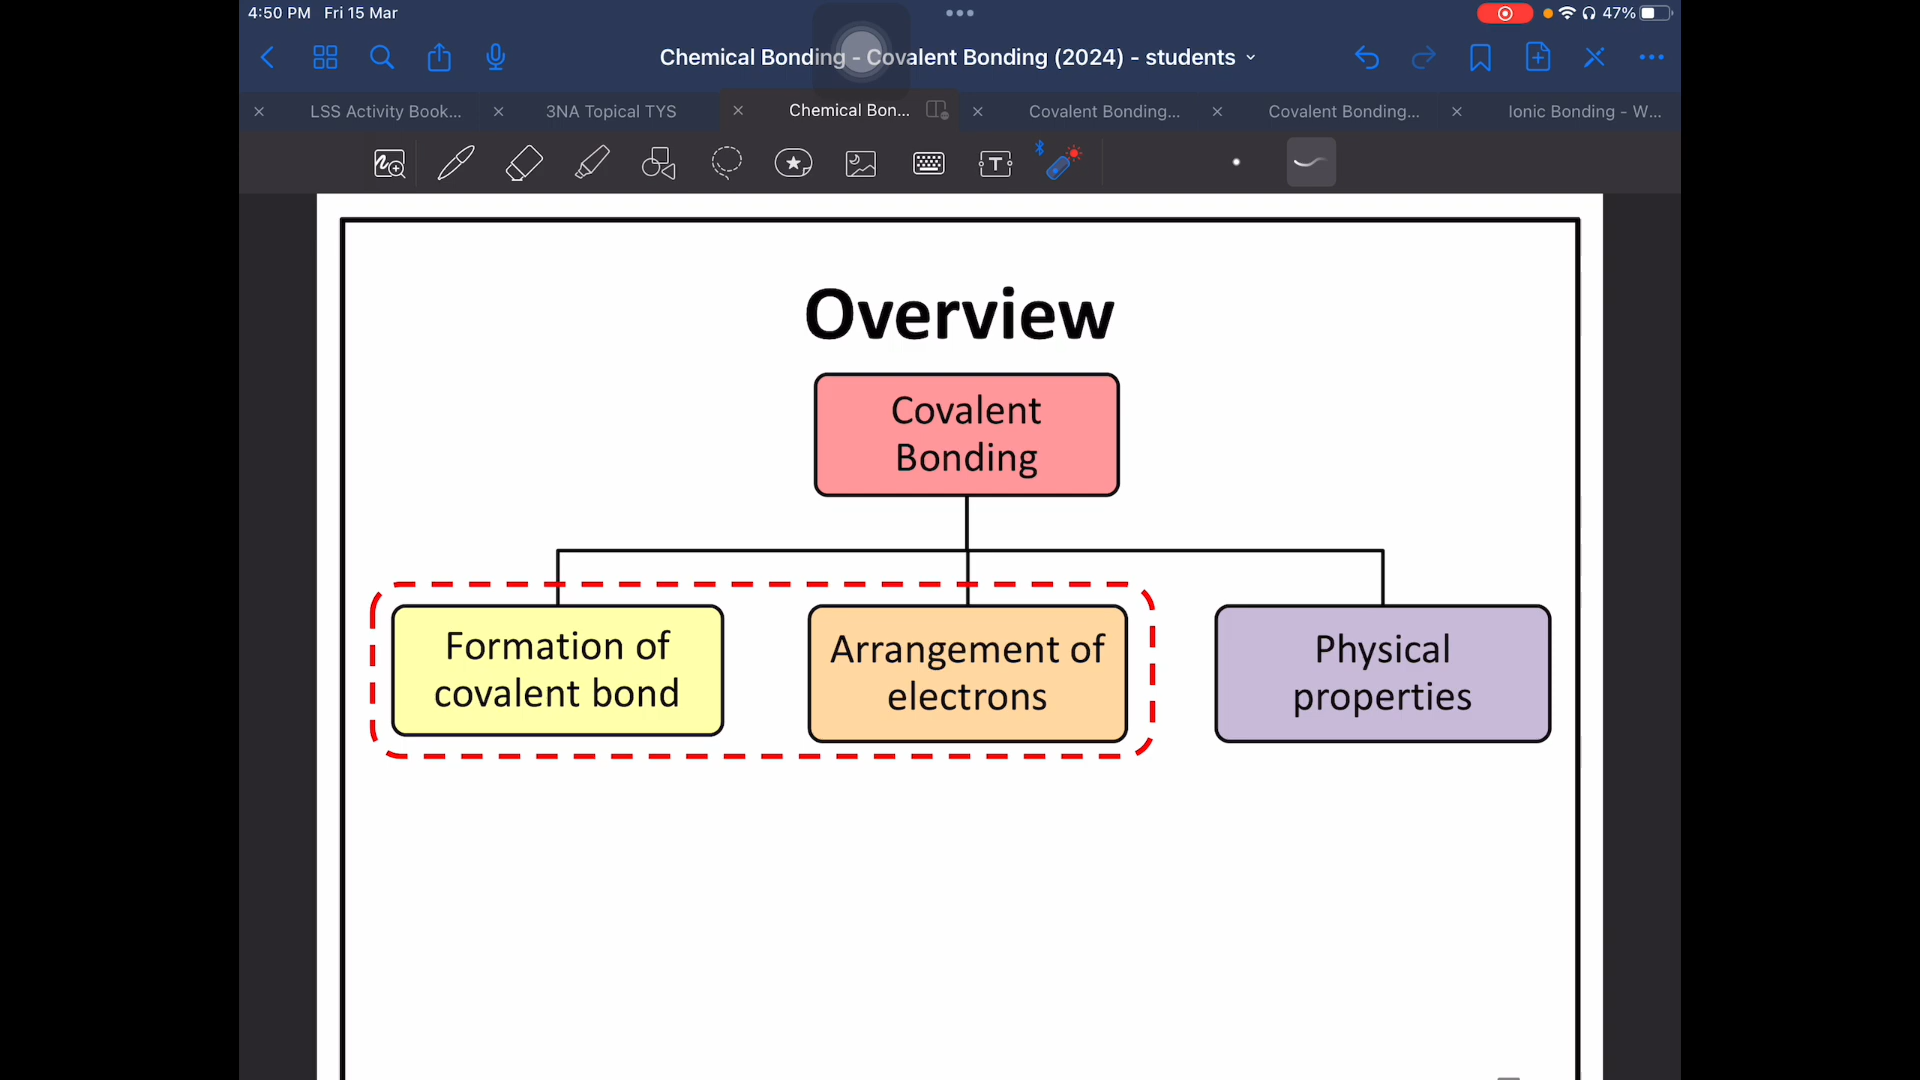 4:50 PM Fri 15 Mar
47%
Chemical Bonding - Covalent Bonding (2024) - students
LSS Activity Book...
3NA Topical TYS
Chemical Bon...
Covalent Bonding...
Covalent Bonding...
Ionic Bonding - W...
T
Overview
Covalent
Bonding
Formation of
covalent bond
Arrangement of
electrons
Physical
properties